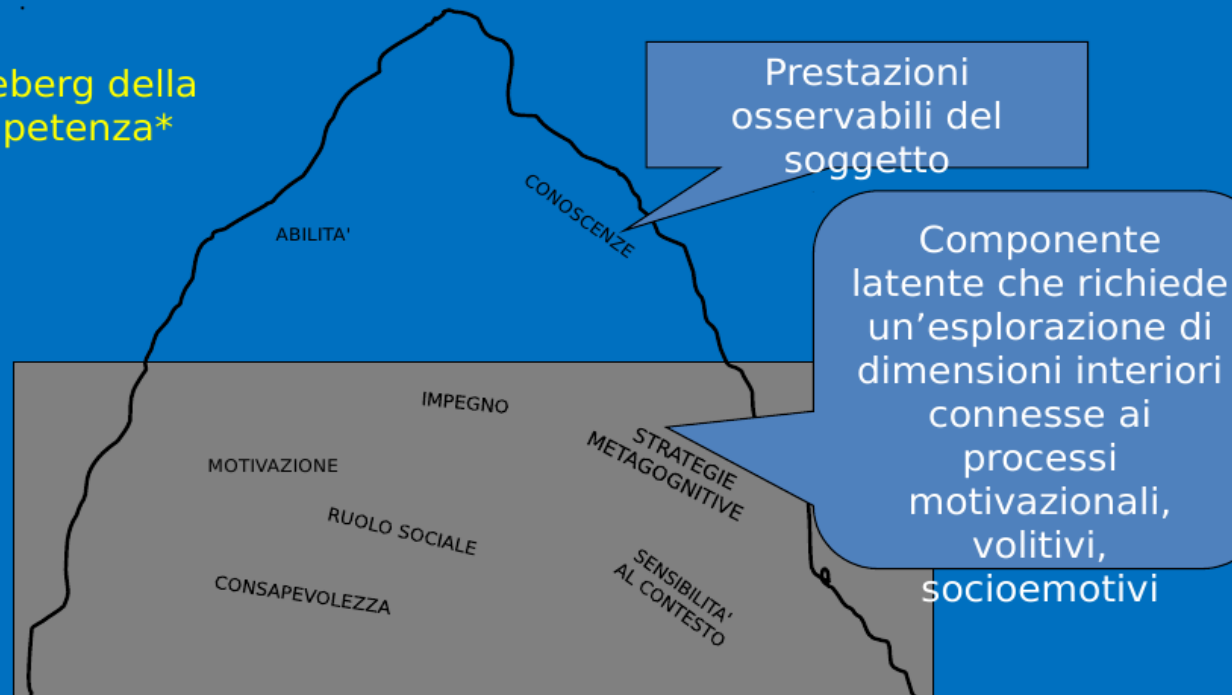 eberg della
petenza*
Prestazioni
osservabili del
soggetto
CONOSCENZE
ABILITA'
Componente
latente che richiede
un’esplorazione di
dimensioni interiori
connesse ai
processi
motivazionali,
volitivi,
socioemotivi
IMPEGNO
STRATEGIE
METAGOGNITIVE
MOTIVAZIONE
RUOLO SOCIALE
CONSAPEVOLEZZA
SENSIBILITA'
AL CONTESTO